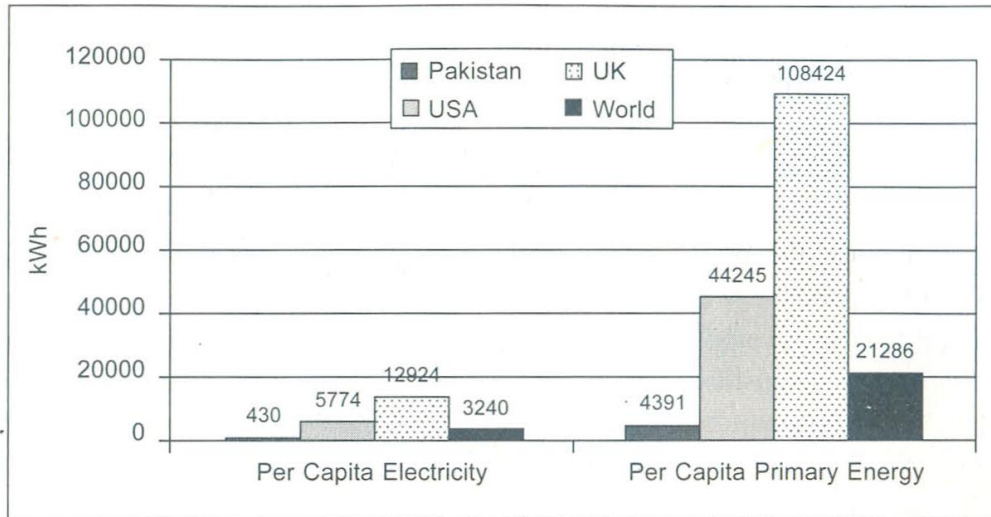 120000
100000
80000
60000
40000
20000
0
kWh
Pakistan UK
USA World
430 5774 12924 3240
4391 44245 108424 21286
Per Capita Electricity Per Capita Primary Energy